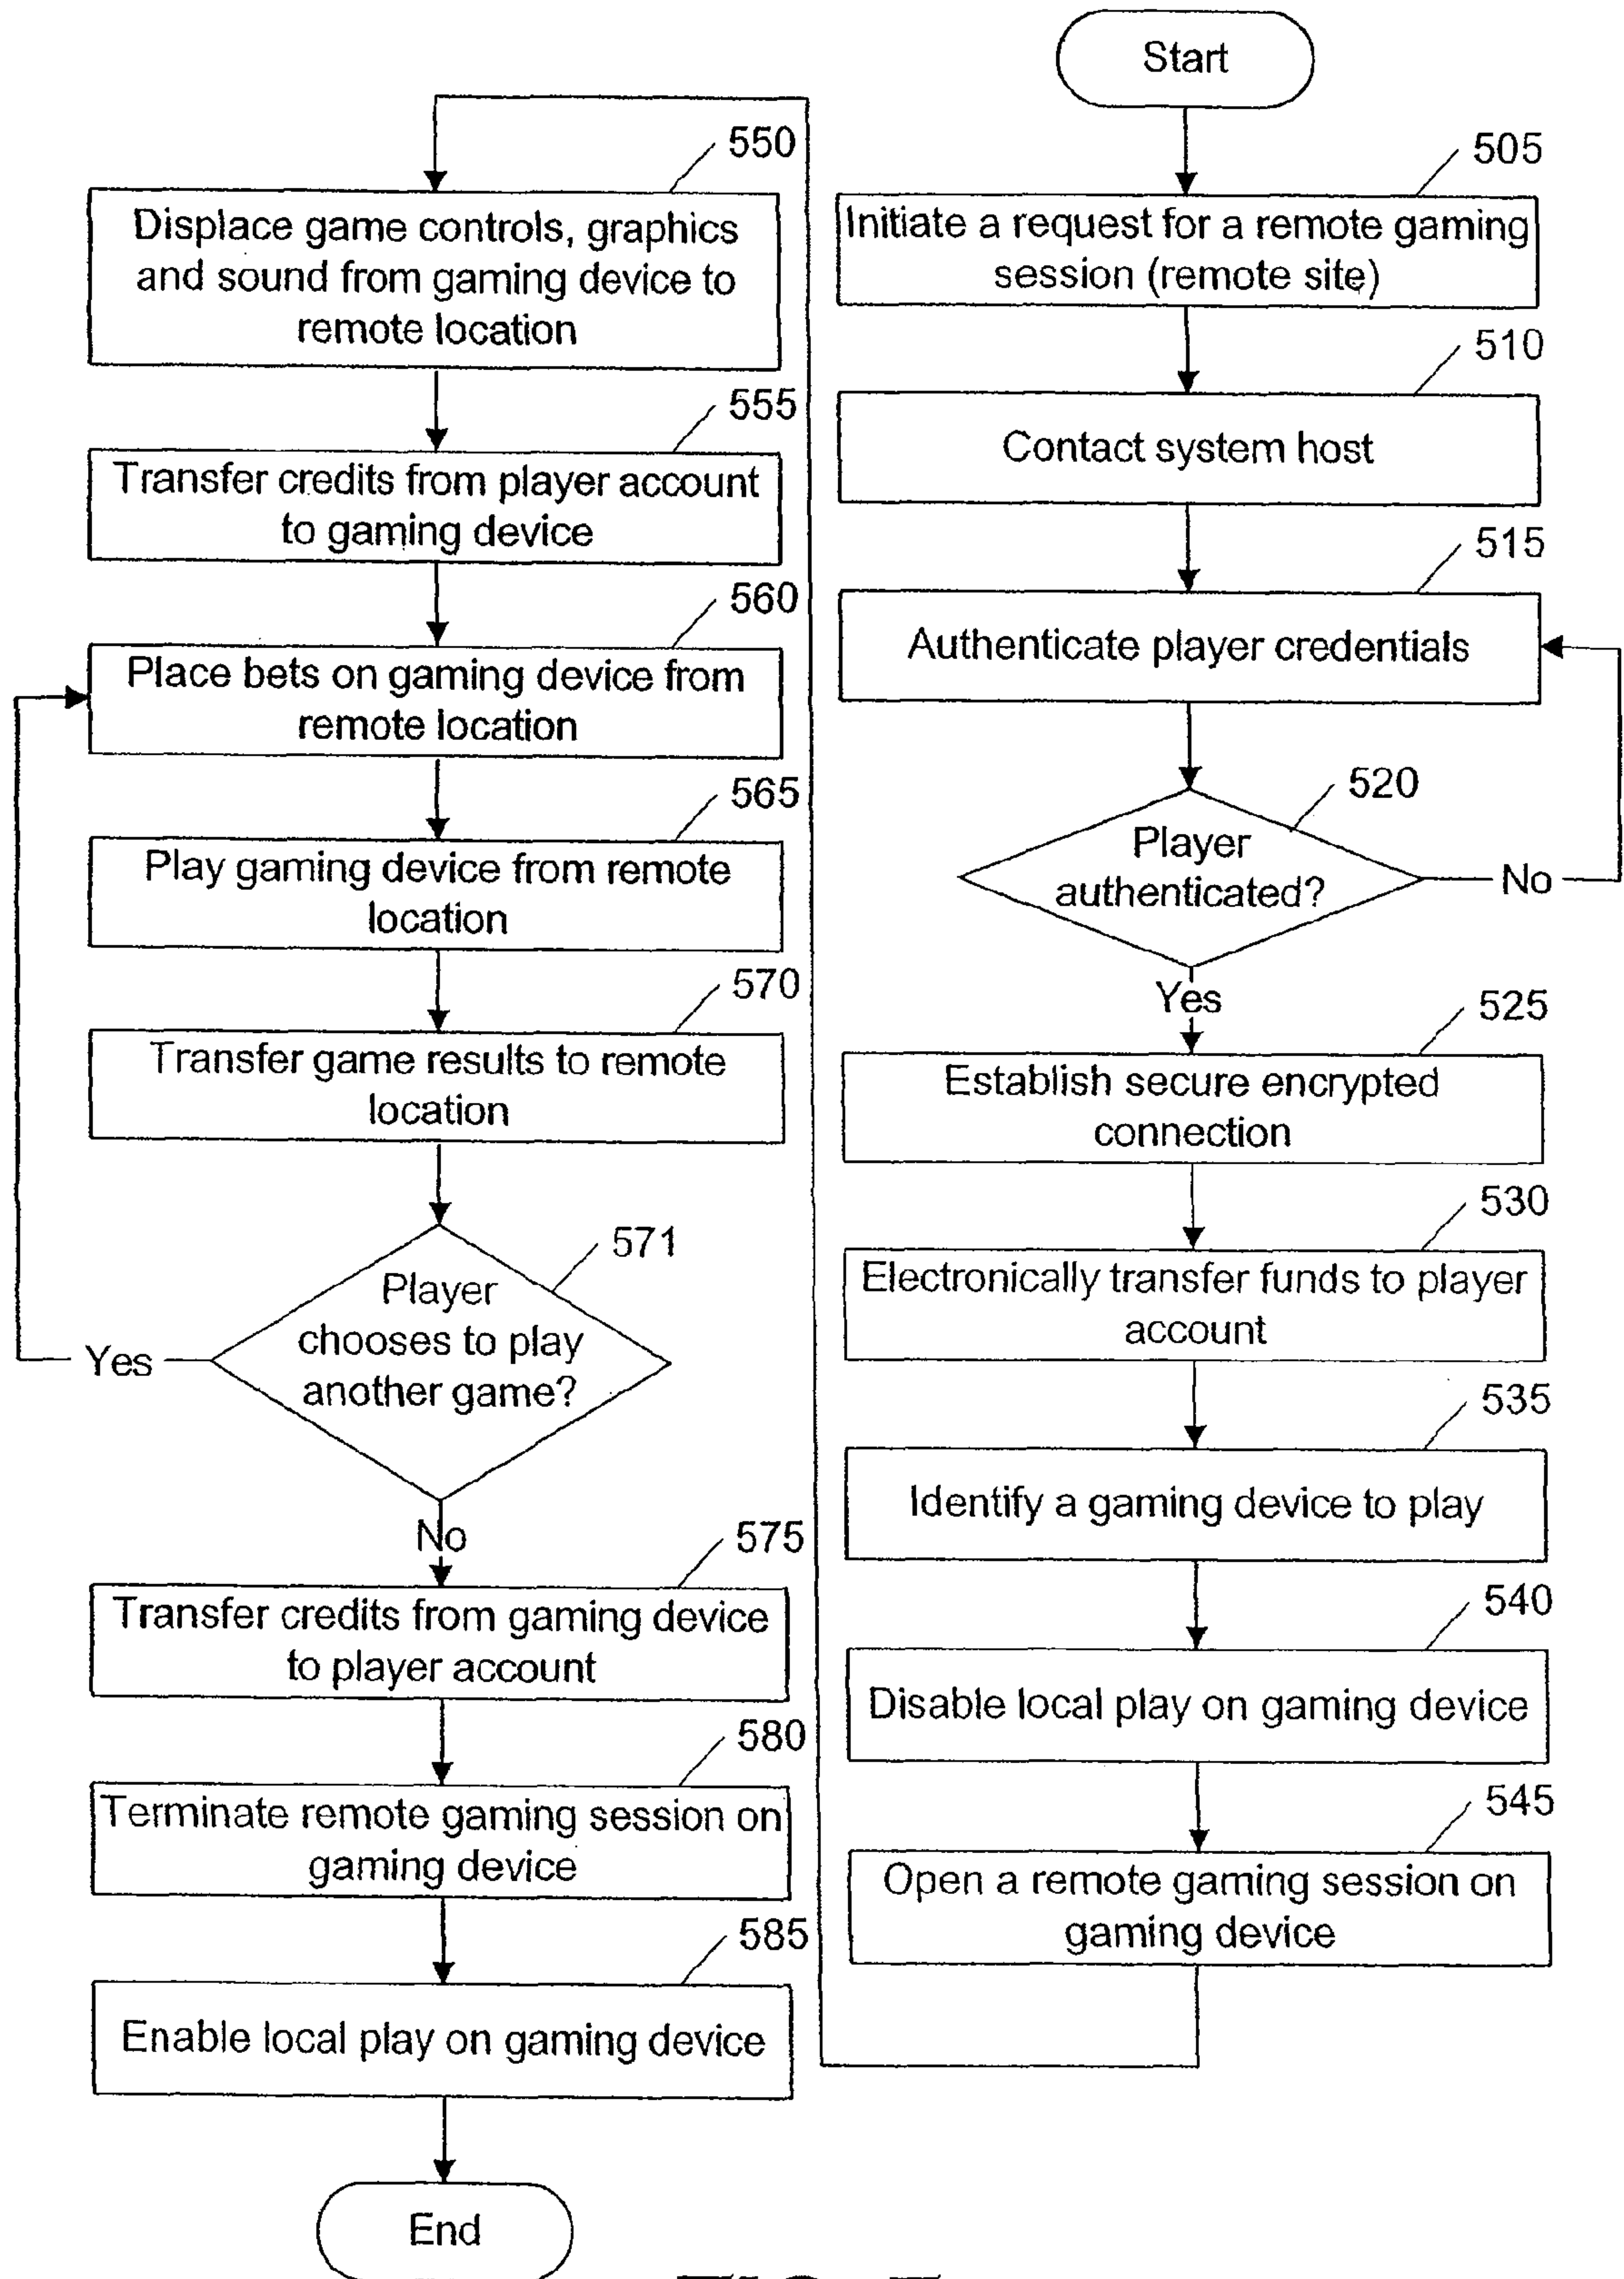 Start
505
Initiate a request for a remote gaming
session (remote site)
510
Contact system host
515
Authenticate player credentials
520
Player
authenticated?
No
Yes
525
Establish secure encrypted
connection
530
Electronically transfer funds to player
account
535
Identify a gaming device to play
540
Disable local play on gaming device
545
Open a remote gaming session on
gaming device
550
Displace game controls, graphics
and sound from gaming device to
remote location
555
Transfer credits from player account
to gaming device
560
Place bets on gaming device from
remote location
565
Play gaming device from remote
location
570
Transfer game results to remote
location
571
Player
chooses to play
another game?
Yes
No
575
Transfer credits from gaming device
to player account
580
Terminate remote gaming session on
gaming device
585
Enable local play on gaming device
End